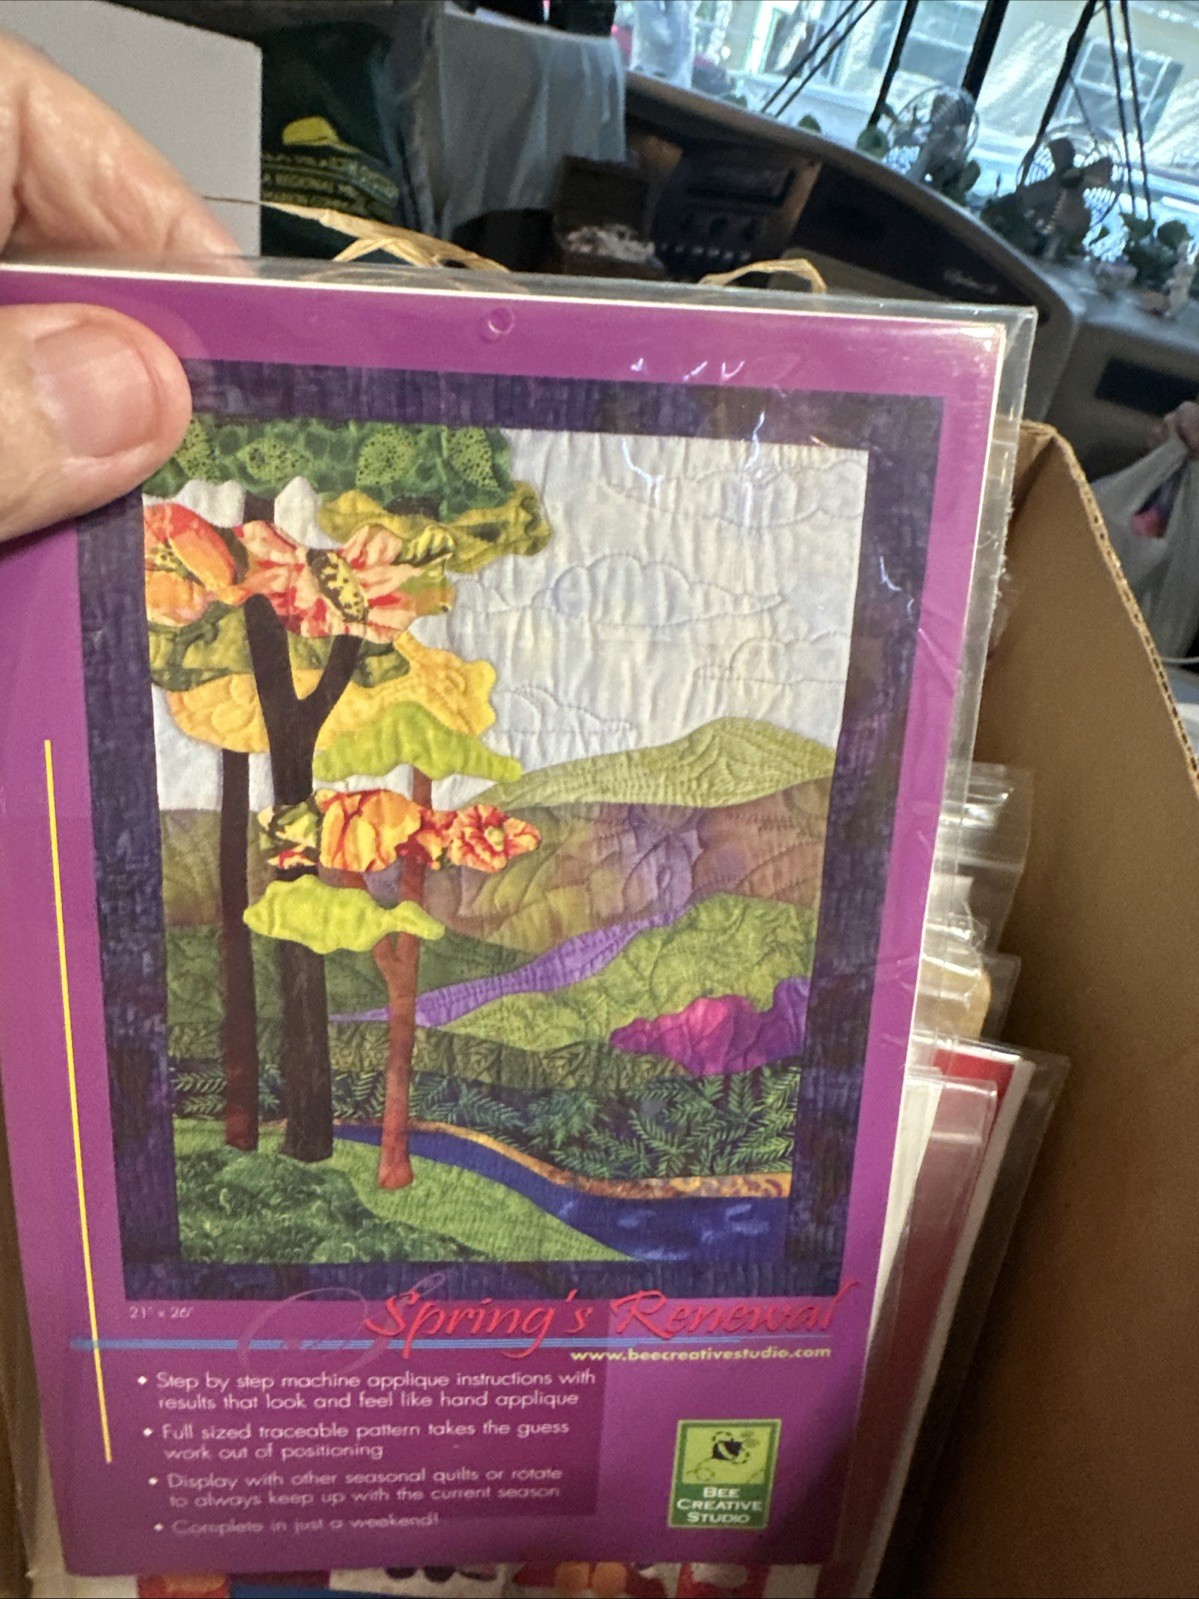 21" x 26"
Spring's Renewal
www.beecreativestudio.com
• Step by step machine applique instructions with
results that look and feel like hand applique
• Full sized traceable pattern takes the guess
work out of positioning
• Display with other seasonal quilts or rotate
to always keep up with the current season
• Complete in just a weekend!
BEE
CREATIVE
STUDIO